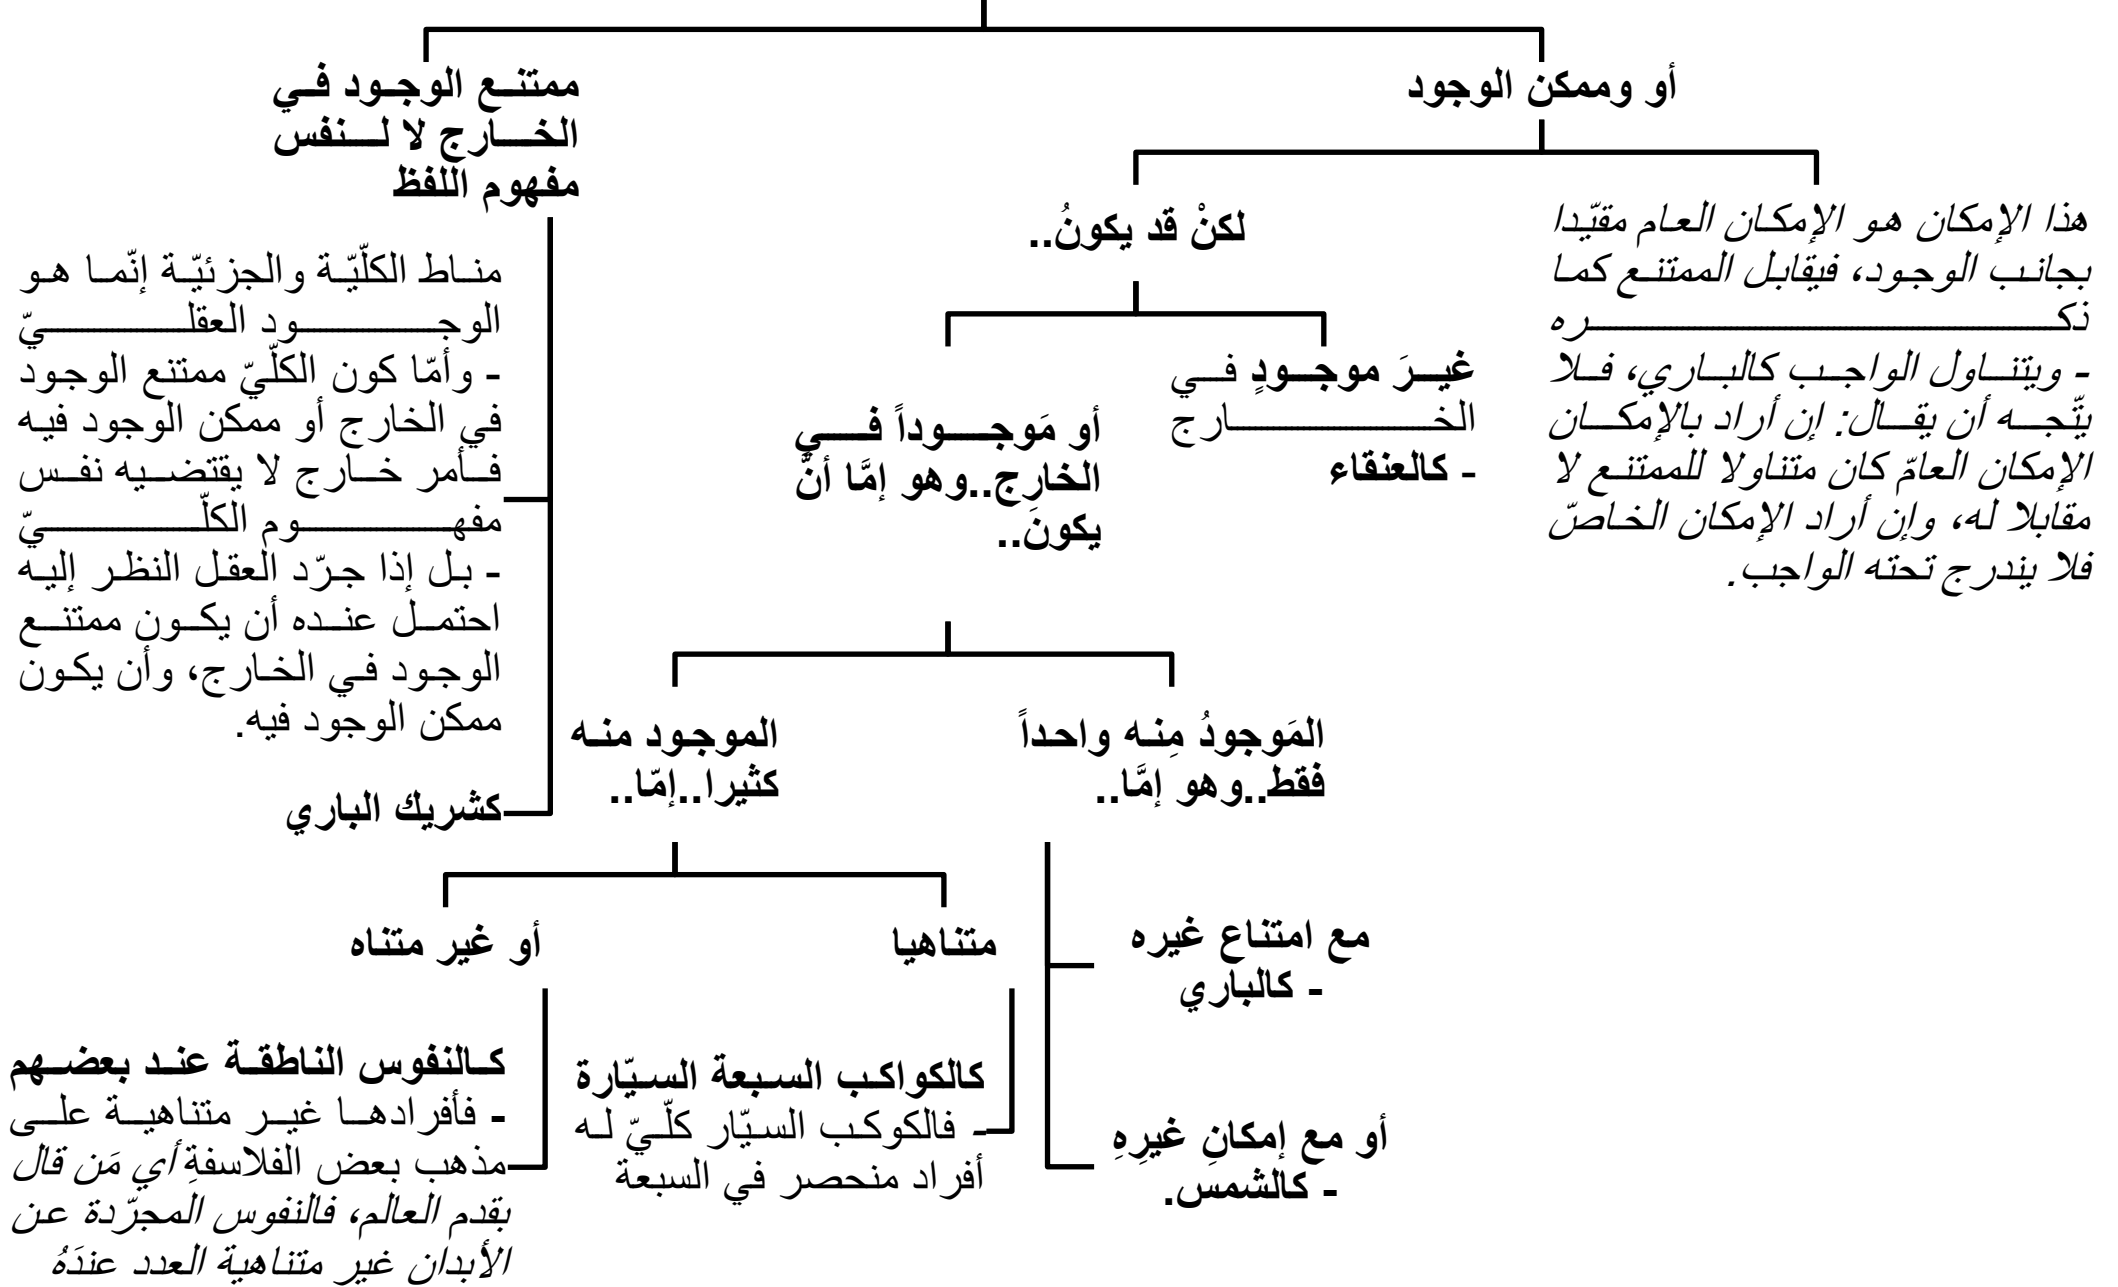 أو وممكن الوجود
ممتنع الوجود في
الخارج لا لنفس
مفهوم اللفظ
هذا الإمكان هو الإمكان العام مقيّدا
بجانب الوجود، فيقابل الممتنع كما
ذكره
- ويتناول الواجب كالباري، فلا
يتّجه أن يقال: إن أراد بالإمكان
الإمكان العامّ كان متناولا للممتنع لا
مقابلا له، وإن أراد الإمكان الخاصّ
فلا يندرج تحته الواجب.
لكنْ قد يكونُ..
غيرَ موجودٍ في
الخارج
- كالعنقاء
أو مَوجوداً في
الخارِج..وهو إمَّا أنْ
يكونَ..
المَوجودُ مِنه واحداً
فقط..وهو إمَّا..
مع امتناع غيره
- كالباري
أو مع إمكانِ غيرِهِ
- كالشمس.
الموجود منه
كثيرا..إمّا..
متناهيا
كالكواكب السبعة السيّارة
- فالكوكب السيّار كلّيّ له
أفراد منحصر في السبعة
أو غير متناه
كالنفوس الناطقة عند بعضهم
- فأفرادها غير متناهية على
مذهب بعض الفلاسفةِ أي مَن قال
بقدم العالم، فالنفوس المجرّدة عن
الأبدان غير متناهية العدد عندَهُ
مناط الكلّيّة والجزئيّة إنّما هو
الوجود العقليّ
- وأمّا كون الكلّيّ ممتنع الوجود
في الخارج أو ممكن الوجود فيه
فأمر خارج لا يقتضيه نفس
مفهوم الكلّيّ
- بل إذا جرّد العقل النظر إليه
احتمل عنده أن يكون ممتنع
الوجود في الخارج، وأن يكون
ممكن الوجود فيه.
كشريك الباري